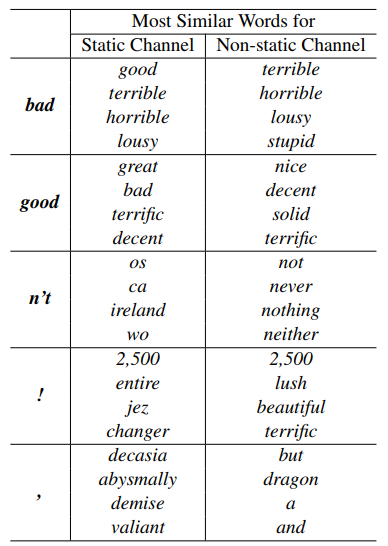 Most Similar Words for
Static Channel Non-static Channel
bad
good terrible
terrible horrible
horrible lousy
lousy stupid
good
great nice
bad decent
terrific solid
decent terrific
n't
os not
ca never
ireland nothing
wo neither
!
2,500 2,500
entire lush
jez beautiful
changer terrific
,
decasia but
abysmally dragon
demise a
valiant and